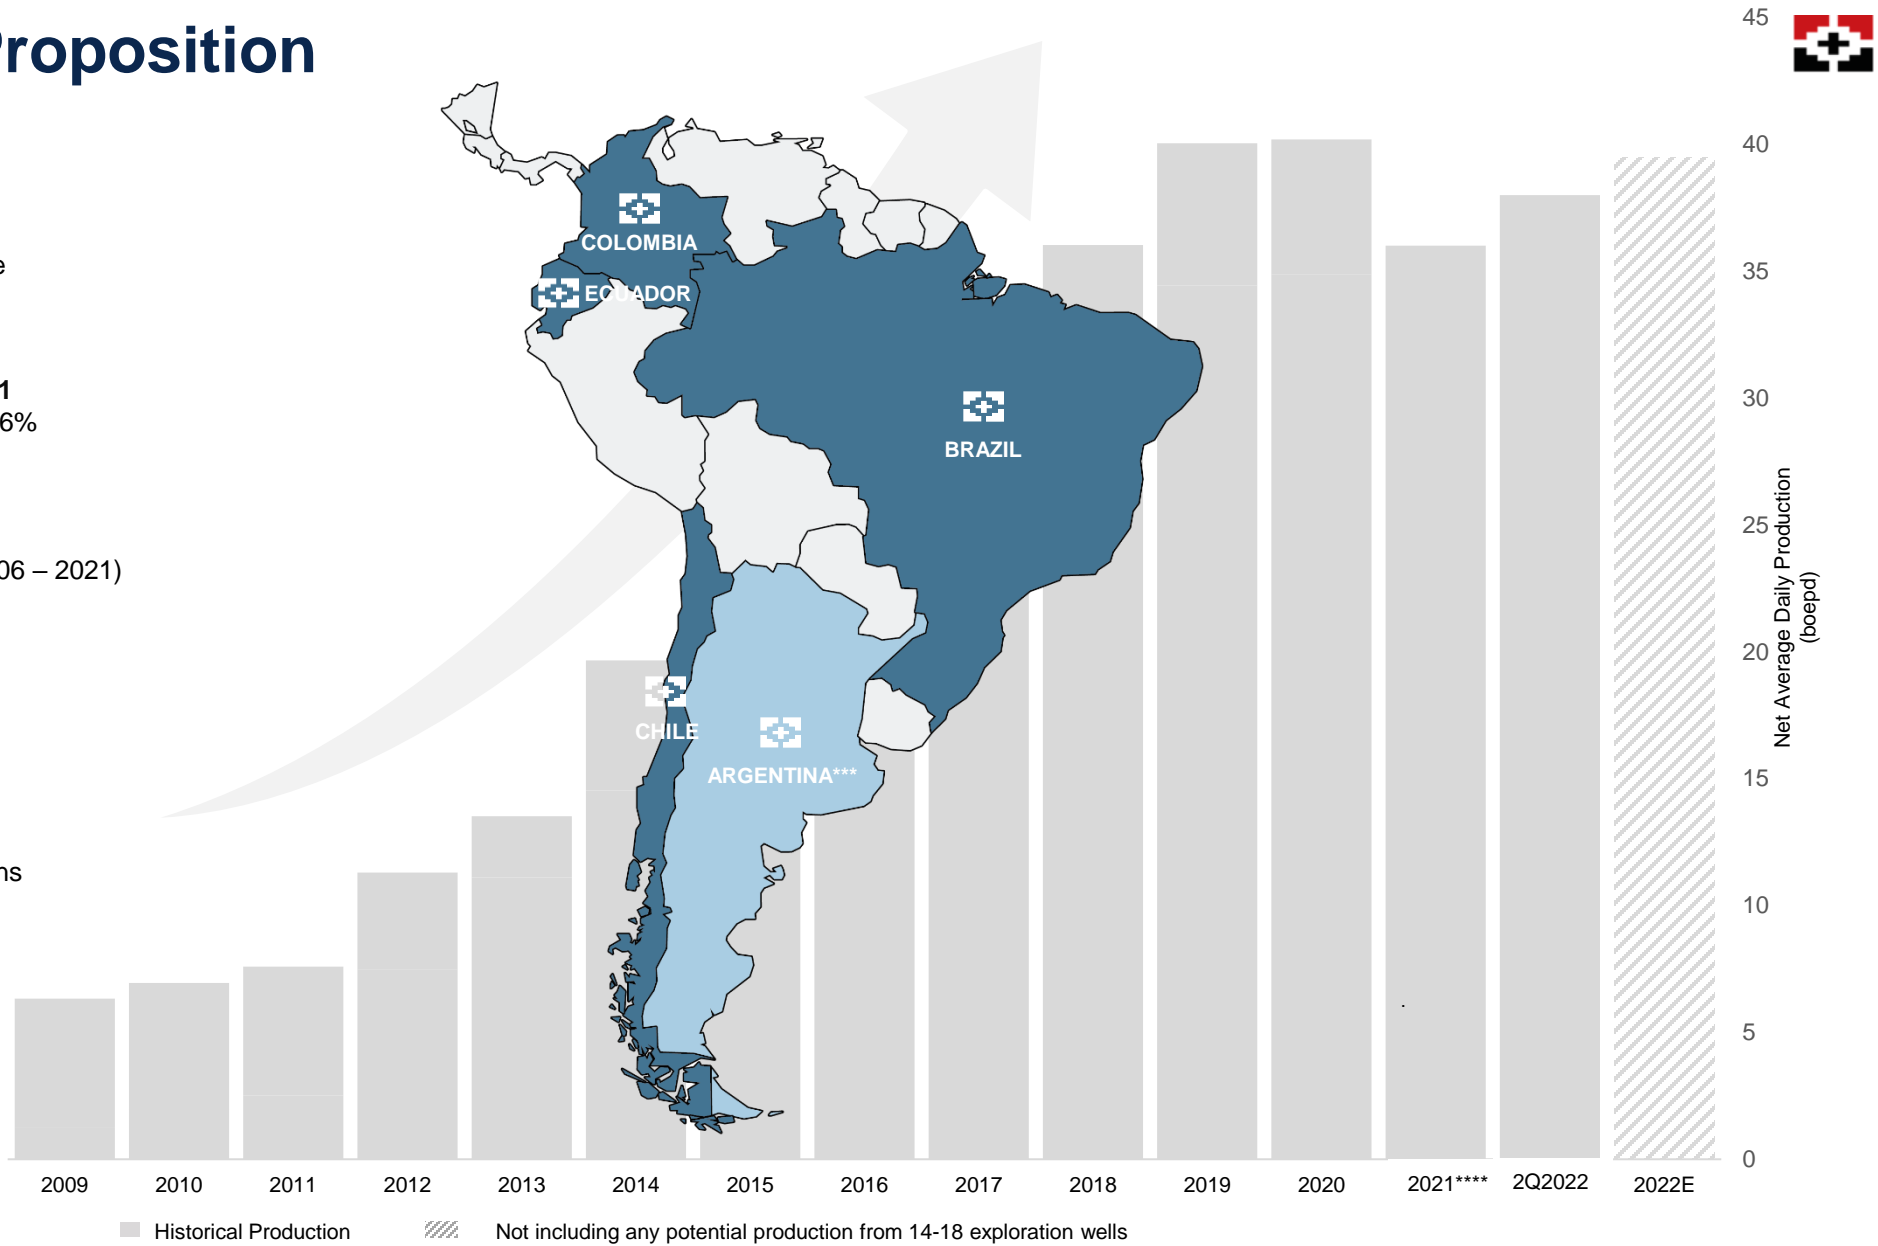 Proposition
45
40
35
30
25
20
15
10
5
0
Net Average Daily Production
(boepd)
e
1
6%
06 – 2021)
ns
COLOMBIA
ECUADOR
BRAZIL
CHILE
ARGENTINA***
.
2009 2010 2011 2012 2013 2014 2015 2016 2017 2018 2019 2020 2021**** 2Q2022 2022E
Historical Production Not including any potential production from 14-18 exploration wells